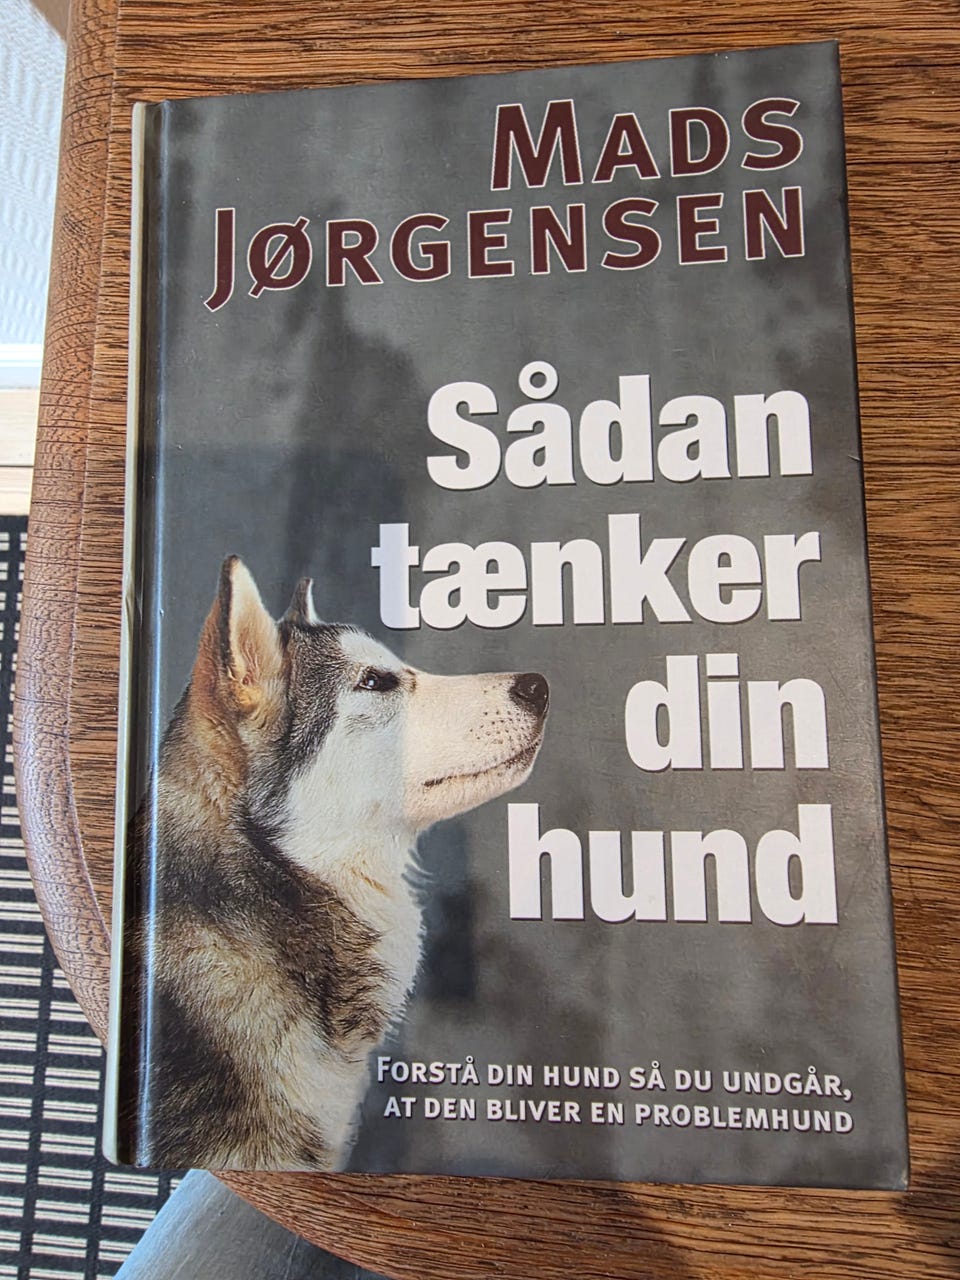 MADS
JØRGENSEN
Sådan
tænker
din
hund
FORSTÅ DIN HUND SÅ DU UNDGÅR,
AT DEN BLIVER EN PROBLEMHUND